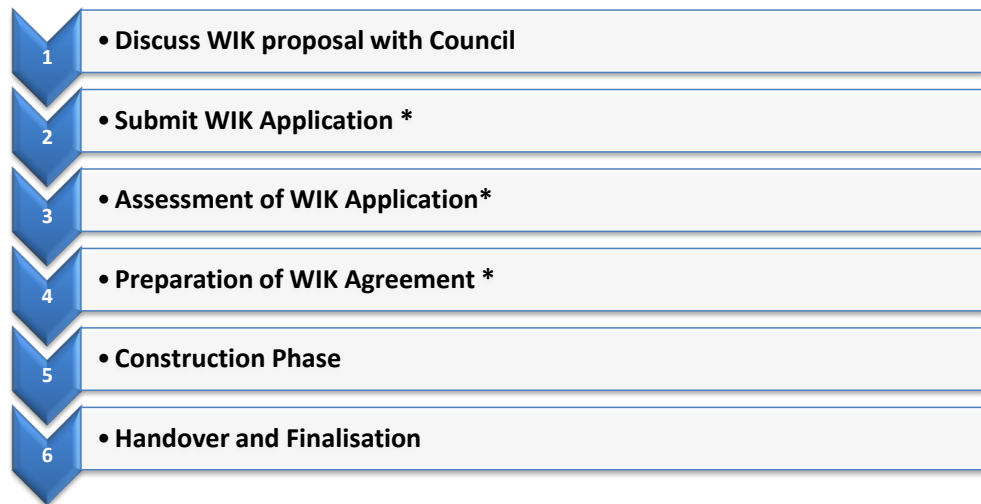 1 • Discuss WIK proposal with Council
2 • Submit WIK Application *
3 • Assessment of WIK Application*
4 • Preparation of WIK Agreement *
5 • Construction Phase
6 • Handover and Finalisation